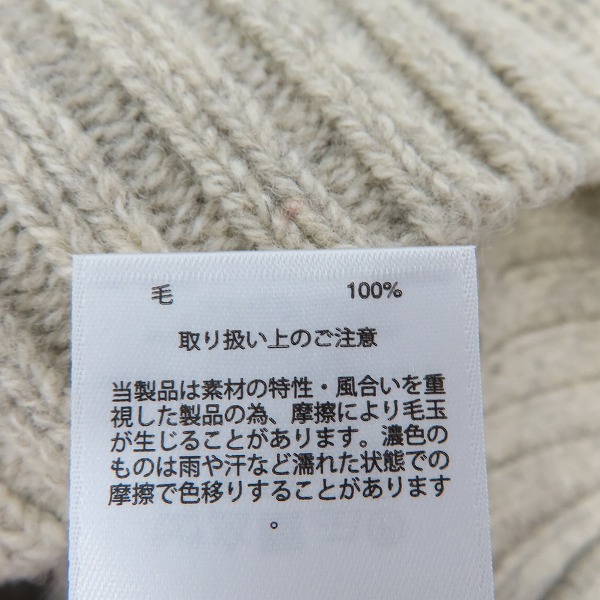 毛 100%
取り扱い上のご注意
当製品は素材の特性・風合いを重
視した製品の為、摩擦により毛玉
が生じることがあります。濃色の
ものは雨や汗など濡れた状態での
摩擦で色移りすることがあります
。